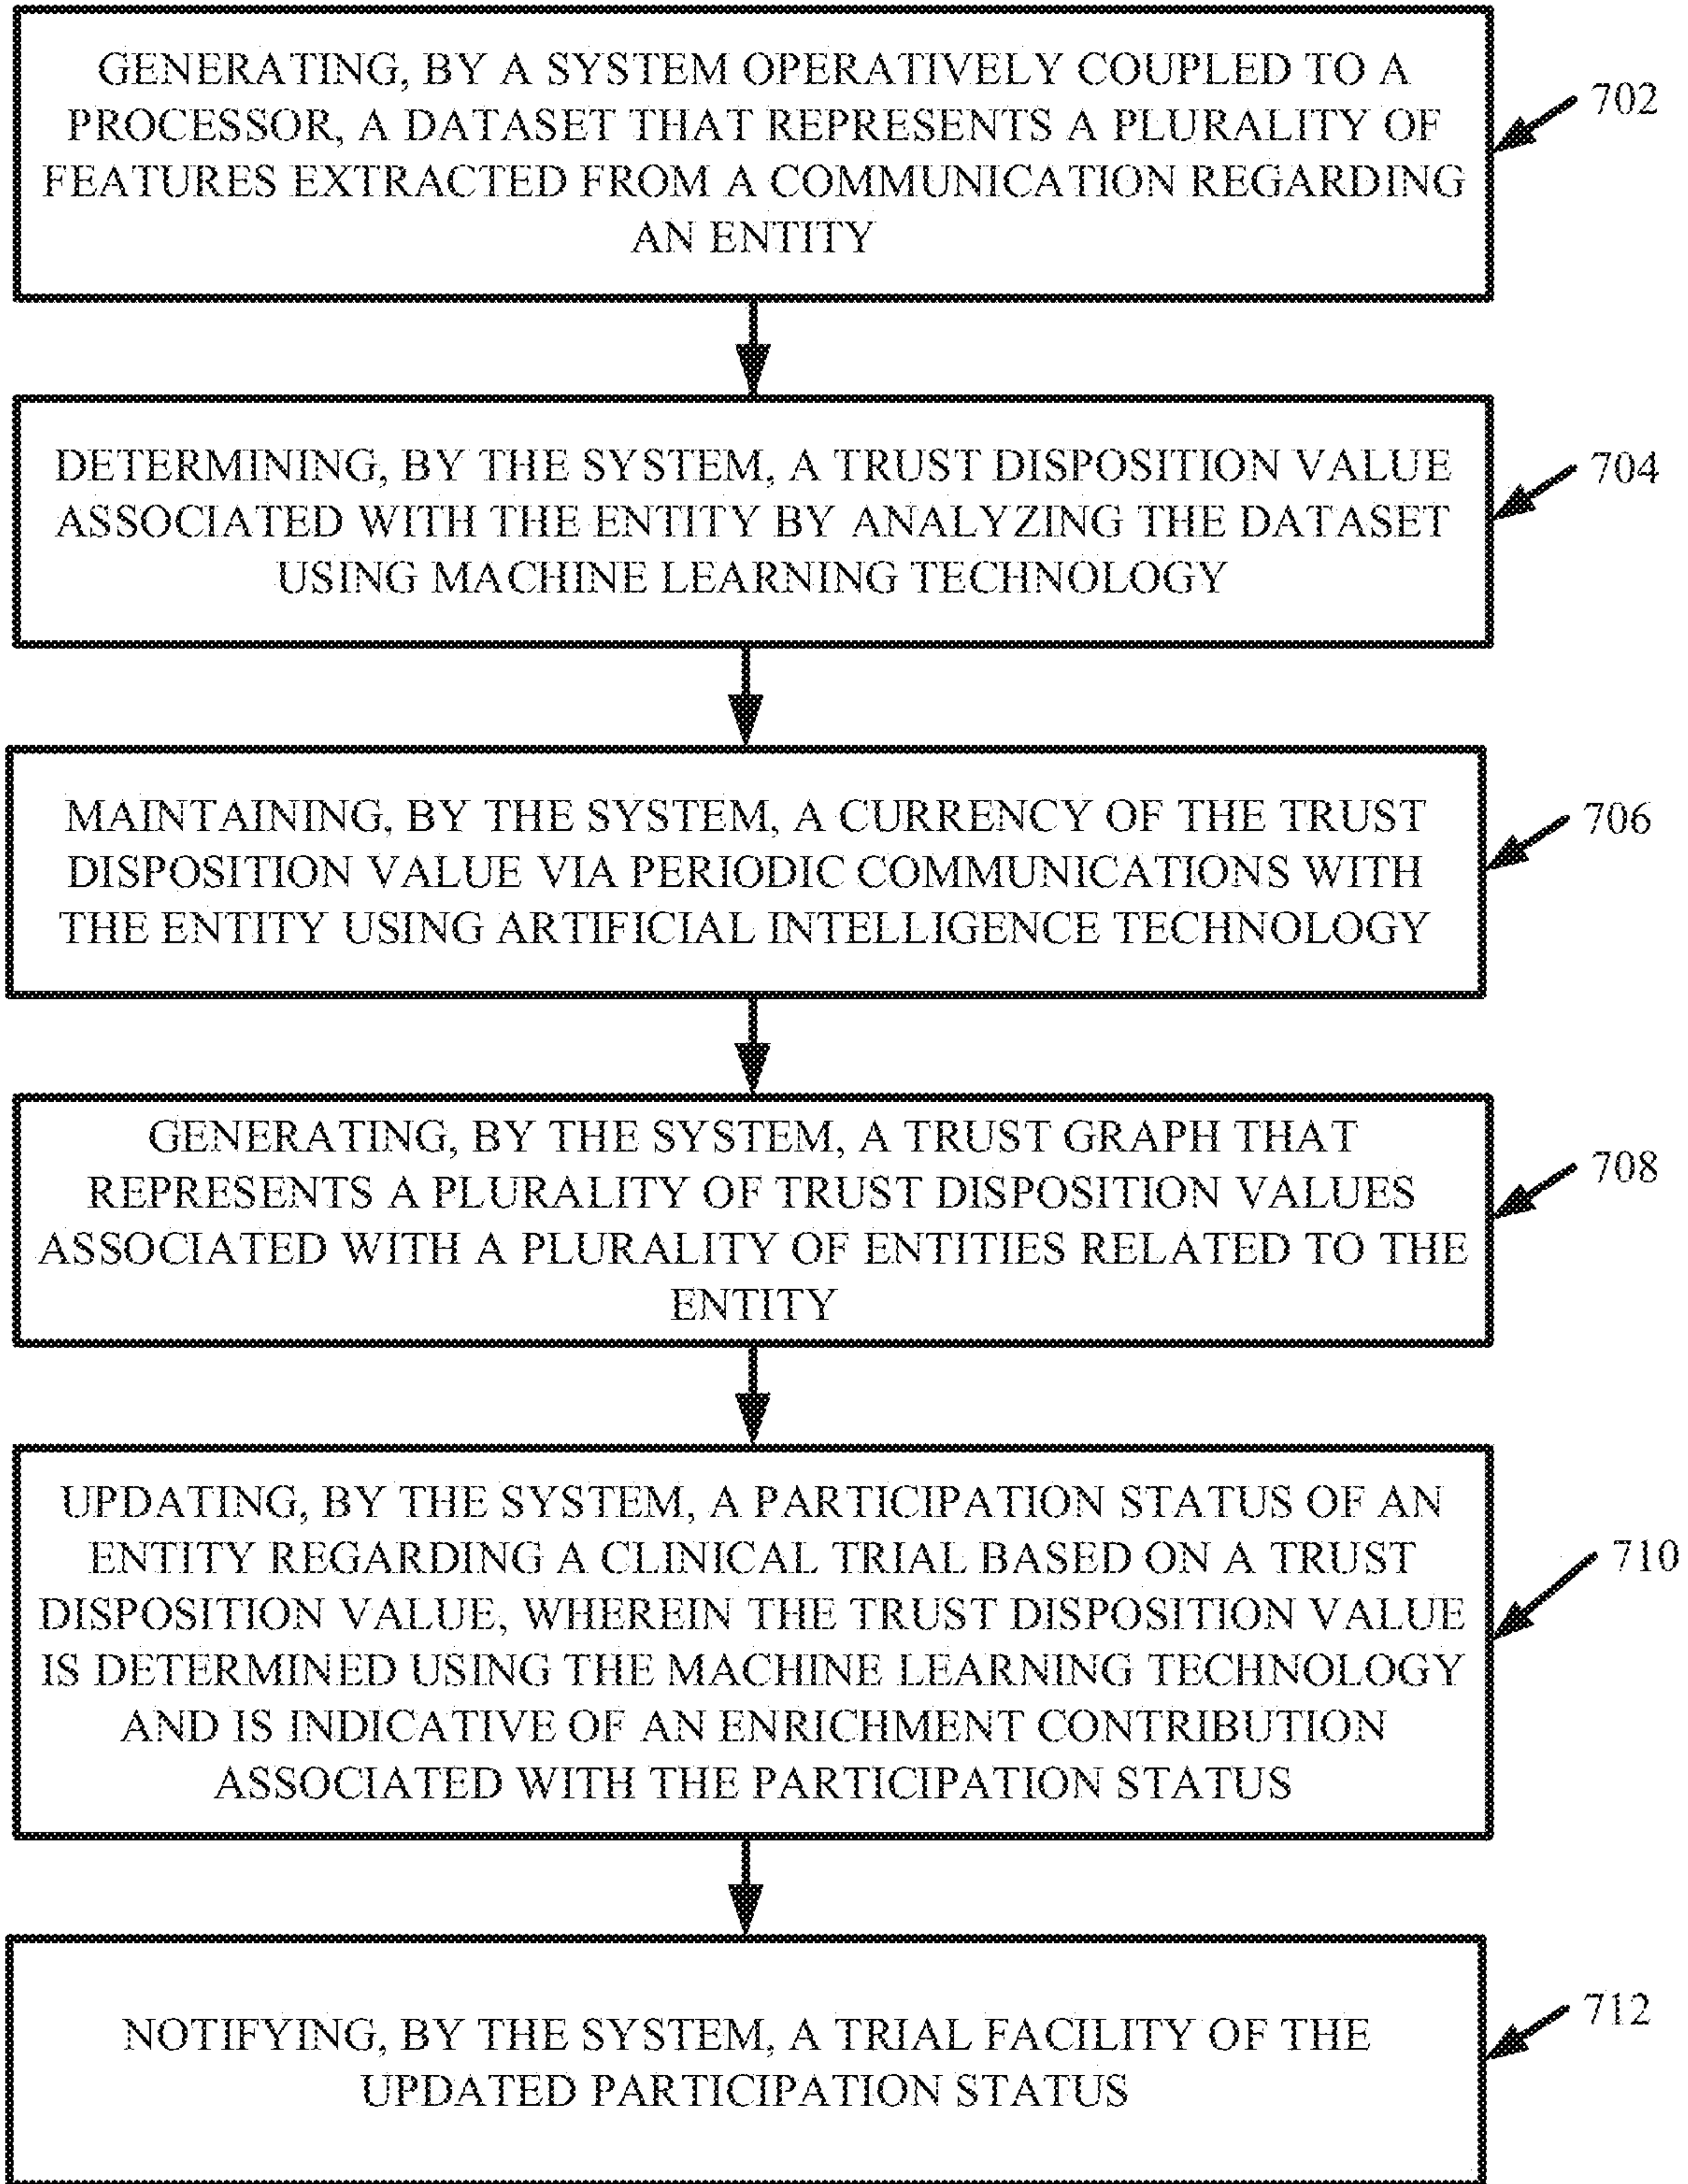 GENERATING, BY A SYSTEM OPERATIVELY COUPLED TO A
PROCESSOR, A DATASET THAT REPRESENTS A PLURALITY OF
FEATURES EXTRACTED FROM A COMMUNICATION REGARDING
AN ENTITY
702
DETERMINING, BY THE SYSTEM, A TRUST DISPOSITION VALUE
ASSOCIATED WITH THE ENTITY BY ANALYZING THE DATASET
USING MACHINE LEARNING TECHNOLOGY
704
MAINTAINING, BY THE SYSTEM, A CURRENCY OF THE TRUST
DISPOSITION VALUE VIA PERIODIC COMMUNICATIONS WITH
THE ENTITY USING ARTIFICIAL INTELLIGENCE TECHNOLOGY
706
GENERATING, BY THE SYSTEM, A TRUST GRAPH THAT
REPRESENTS A PLURALITY OF TRUST DISPOSITION VALUES
ASSOCIATED WITH A PLURALITY OF ENTITIES RELATED TO THE
ENTITY
708
UPDATING, BY THE SYSTEM, A PARTICIPATION STATUS OF AN
ENTITY REGARDING A CLINICAL TRIAL BASED ON A TRUST
DISPOSITION VALUE, WHEREIN THE TRUST DISPOSITION VALUE
IS DETERMINED USING THE MACHINE LEARNING TECHNOLOGY
AND IS INDICATIVE OF AN ENRICHMENT CONTRIBUTION
ASSOCIATED WITH THE PARTICIPATION STATUS
710
NOTIFYING, BY THE SYSTEM, A TRIAL FACILITY OF THE
UPDATED PARTICIPATION STATUS
712